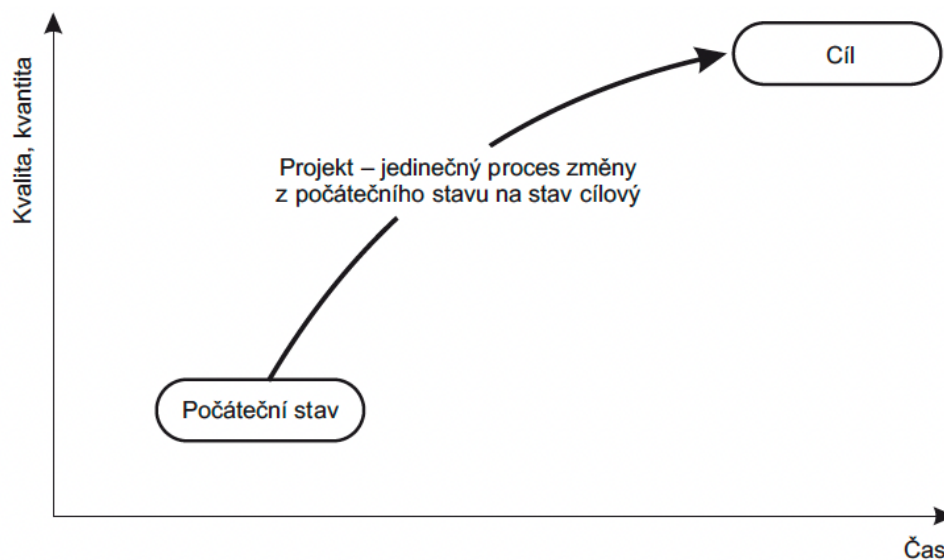 Cíl
Kvalita, kvantita
Projekt – jedinečný proces změny
z počátečního stavu na stav cílový
Počáteční stav
Čas